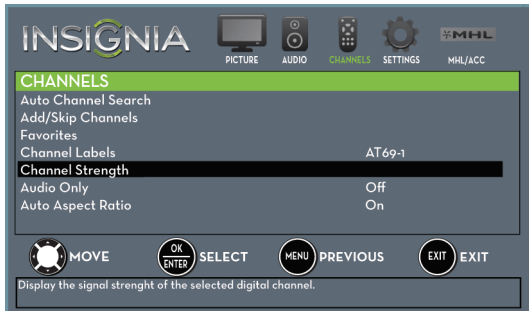 INSIGNIA
PICTURE AUDIO CHANNELS SETTINGS MHL MHL/ACC
CHANNELS
Auto Channel Search
Add/Skip Channels
Favorites
Channel Labels AT69-1
Channel Strength
Audio Only Off
Auto Aspect Ratio On
MOVE OK ENTER SELECT MENU PREVIOUS EXIT EXIT
Display the signal strenght of the selected digital channel.